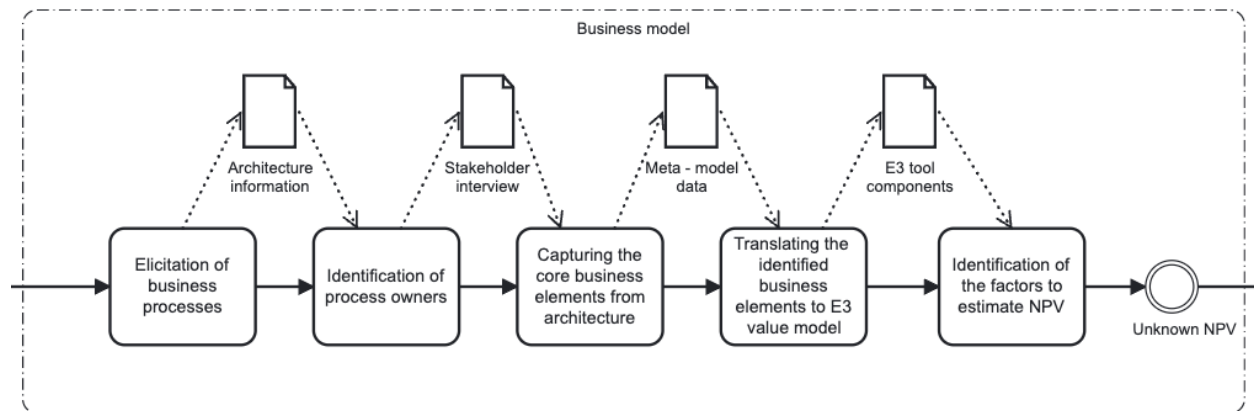 Business model
Architecture
information
Stakeholder
interview
Meta - model
data
E3 tool
components
Elicitation of
business
processes
Identification of
process owners
Capturing the
core business
elements from
architecture
Translating the
identified
business
elements to E3
value model
Identification of
the factors to
estimate NPV
Unknown NPV